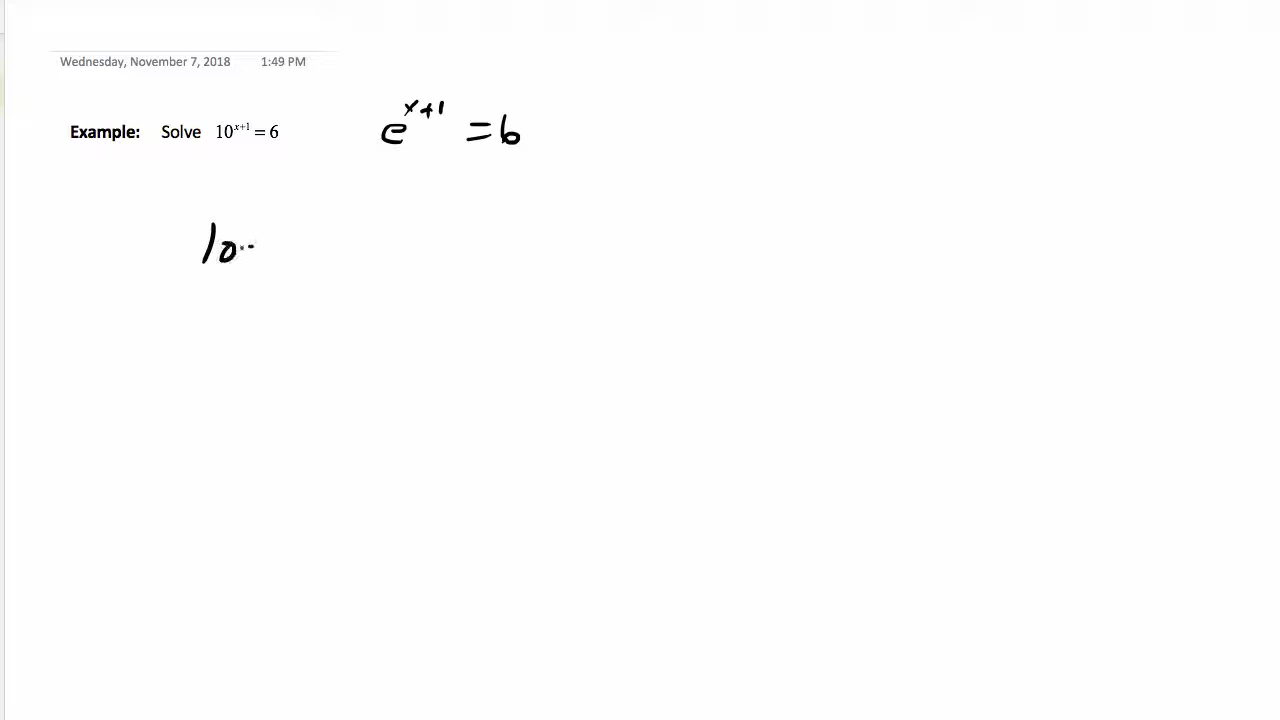 Wednesday, November 7, 2018 1:49 PM
Example: Solve 10^{x+1} = 6 e^{x+1} = 6
10